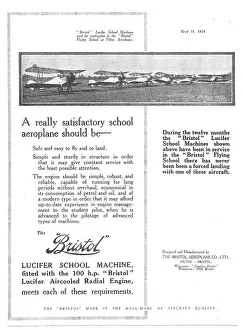 "Bristol" Lucifer School Machines
used for instruction in the "Bristol"
Flying School at Filton Aerodrome.
MAY 15, 1924
A really satisfactory school
aeroplane should be—
Safe and easy to fly and to land.
Simple and sturdy in structure in order
that it may give constant service with
the least possible attention.
The engine should be simple, robust, and
reliable, capable of running for long
periods without overhaul, economical in
its consumption of petrol and oil, and
a modern type in order that it may afford
up-to-date experience in engine manage-
ment to the student pilot, when he is
advanced to the pilotage of advanced
types of machines.
The
"Bristol"
LUCIFER SCHOOL MACHINE,
fitted with the 100 h.p. "Bristol"
Lucifer Aircooled Radial Engine,
meets each of these requirements.
During the twelve months
the "Bristol" Lucifer
School Machines shown
above have been in service
in the "Bristol" Flying
School there has never
been been a forced landing
with one of these aircraft.
Designed and Manufactured by
THE BRISTOL AEROPLANE CO., LTD.,
FILTON - BRISTOL.
THE "BRISTOL" MARK IS THE HALL-MARK OF AIRCRAFT QUALITY.